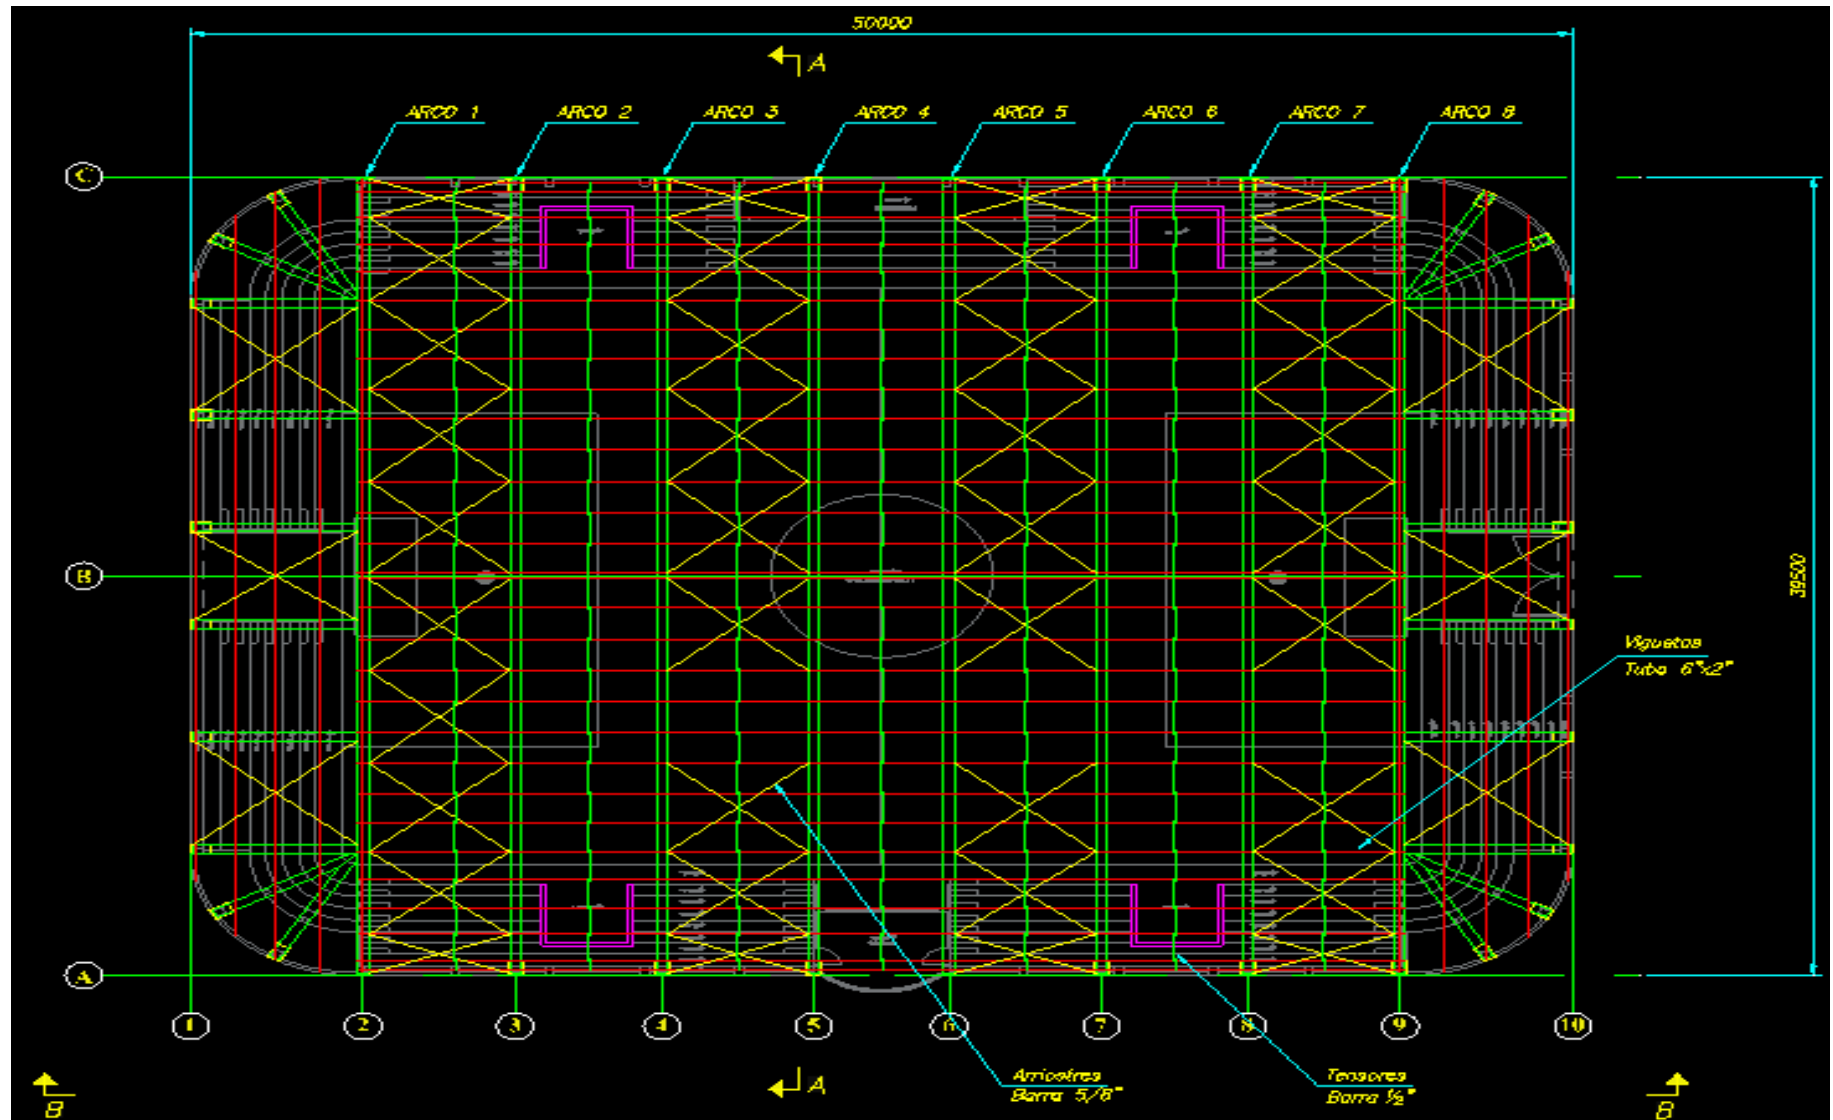 50000
A
ARCO 1
ARCO 2
ARCO 3
ARCO 4
ARCO 5
ARCO 6
ARCO 7
ARCO 8
C
B
39500
Viguetas
Tubo 6"x2"
A
1
2
3
4
5
6
7
8
9
10
A
Arriostres
Barra 5/8"
Tensores
Barra ½"
B
B